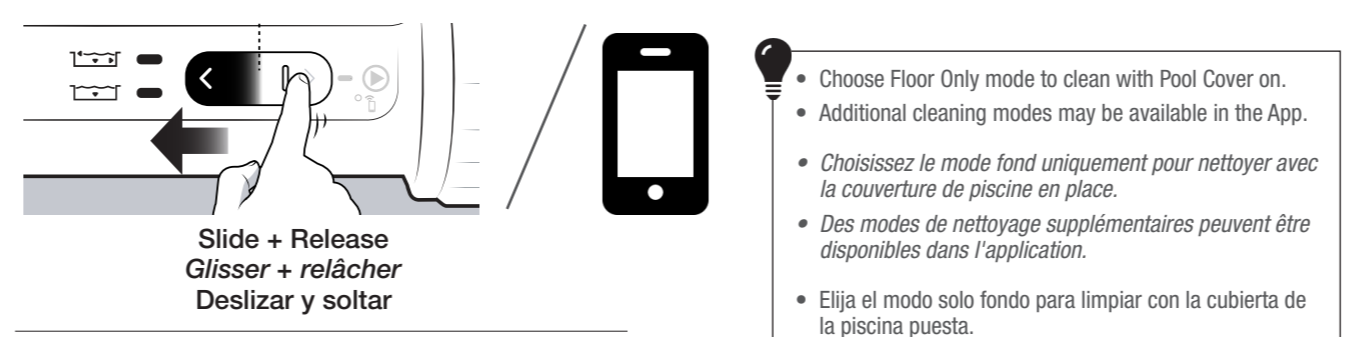 Slide + Release
Glisser + relâcher
Deslizar y soltar
• Choose Floor Only mode to clean with Pool Cover on.
• Additional cleaning modes may be available in the App.
• Choisissez le mode fond uniquement pour nettoyer avec
la couverture de piscine en place.
• Des modes de nettoyage supplémentaires peuvent être
disponibles dans l'application.
• Elija el modo solo fondo para limpiar con la cubierta de
la piscina puesta.